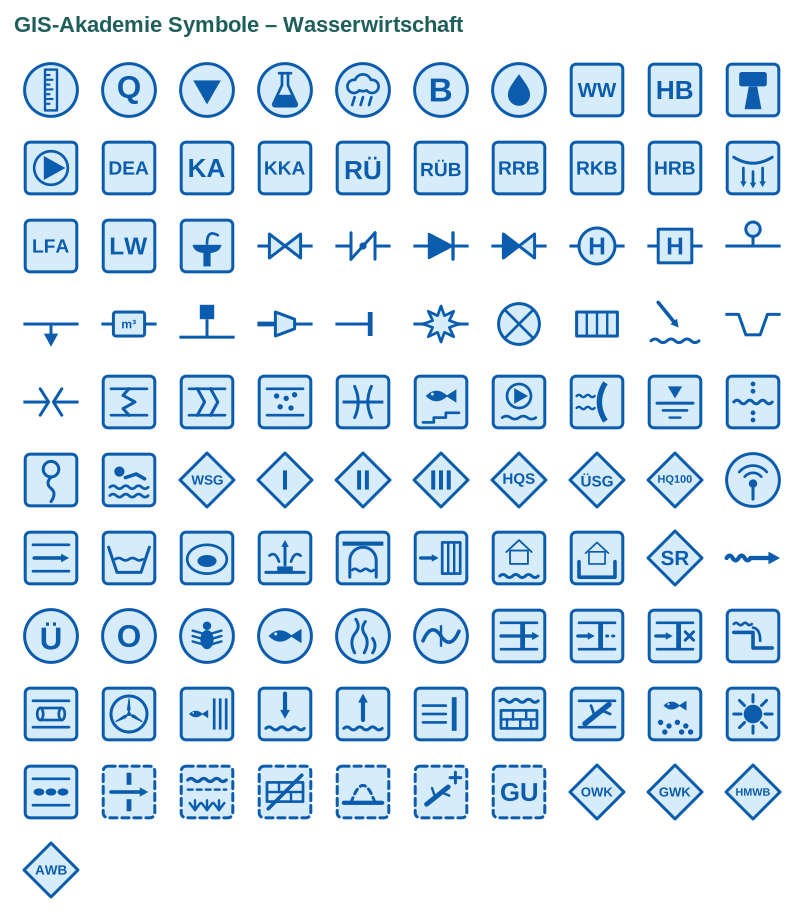 GIS-Akademie Symbole – Wasserwirtschaft
Q B WW HB
DEA KA KKA RÜ RÜB RRB RKB HRB
LFA LW H H
m³
WSG I II III HQS ÜSG HQ100
SR
Ü O
GU OWK GWK HMWB
AWB